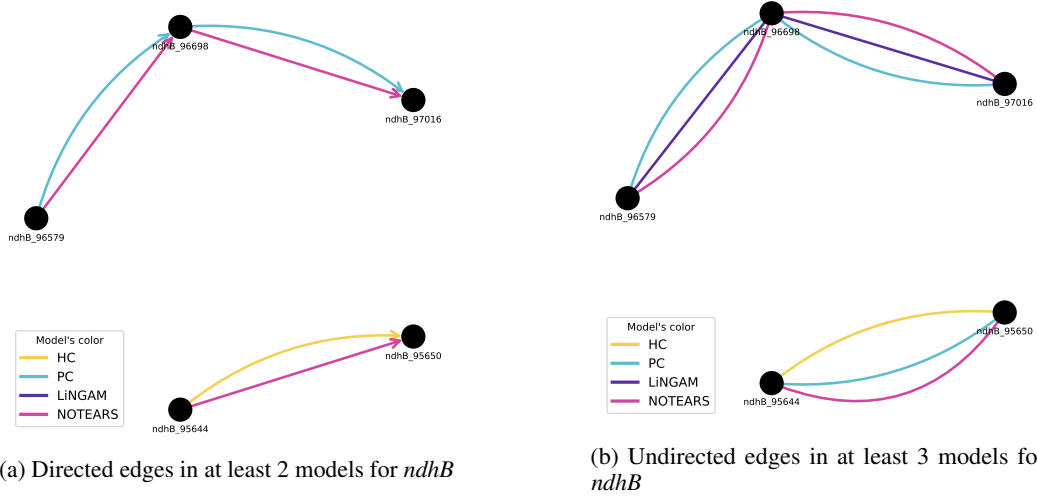 ndhB_96698
ndhB_97016
ndhB_96579
ndhB_95650
ndhB_95644
Model's color
HC
PC
LiNGAM
NOTEARS
(a) Directed edges in at least 2 models for ndhB
ndhB_96698
ndhB_97016
ndhB_96579
ndhB_95650
ndhB_95644
Model's color
HC
PC
LiNGAM
NOTEARS
(b) Undirected edges in at least 3 models fo
ndhB